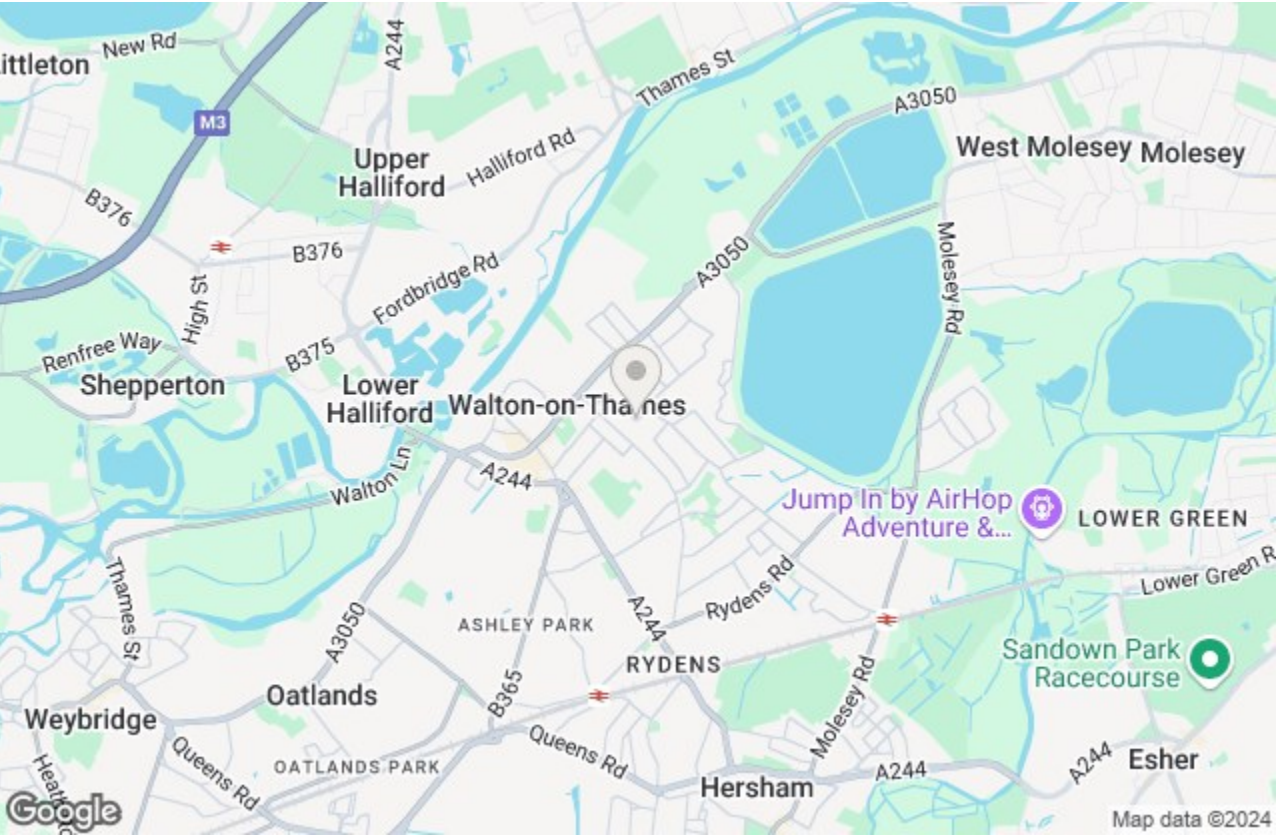 New Rd
A244
Thames St
ittleton
M3
A3050
Upper
Halliford
Halliford Rd
West Molesey
Molesey
B376
B376
A3050
Molesey Rd
High St
Fordbridge Rd
Renfree Way
B375
Shepperton
Lower
Halliford
Walton-on-Thames
Walton Ln
A244
Jump In by AirHop
Adventure &...
LOWER GREEN
Thames St
Lower Green R
Rydens Rd
A3050
ASHLEY PARK
A244
RYDENS
Sandown Park
Racecourse
Oatlands
B365
Molesey Rd
Weybridge
Queens Rd
Queens Rd
OATLANDS PARK
Hersham
A244
A244
Esher
Google
Map data ©2024